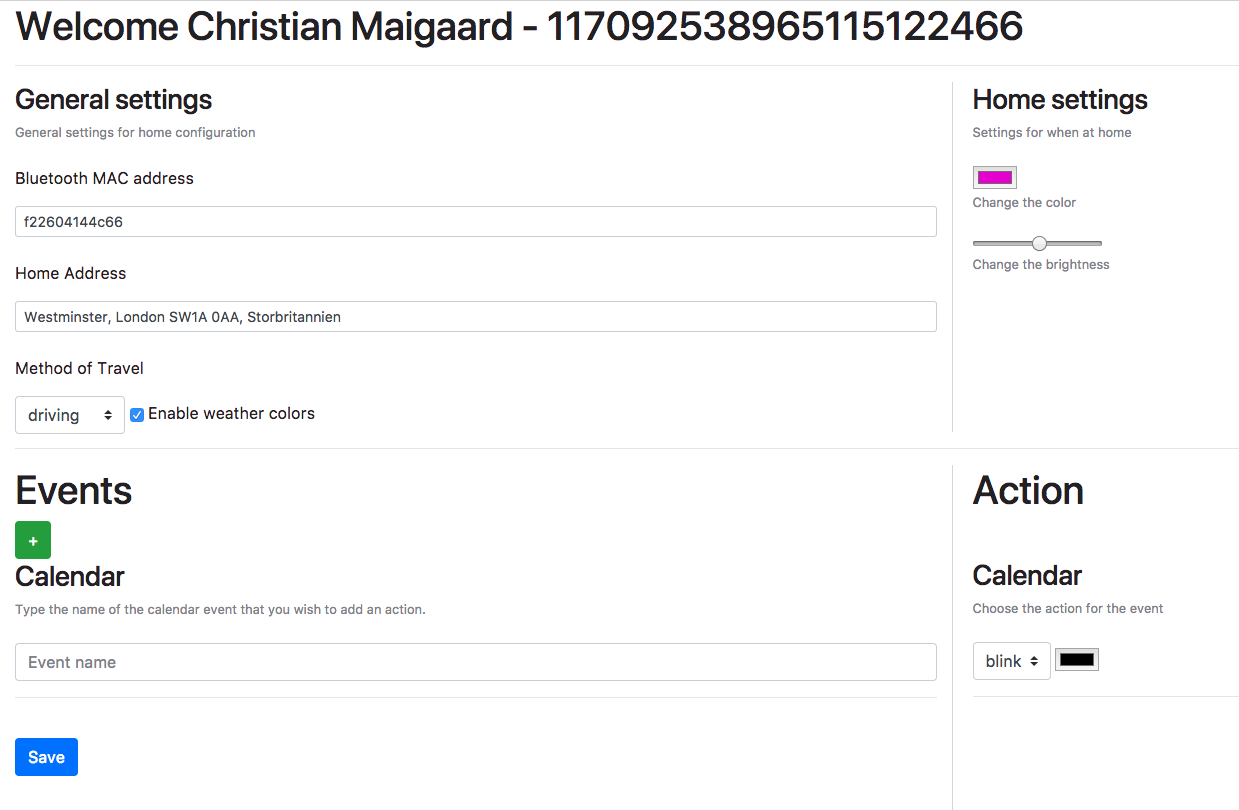 Welcome Christian Maigaard - 117092538965115122466
General settings
General settings for home configuration
Bluetooth MAC address
f22604144c66
Home Address
Westminster, London SW1A 0AA, Storbritannien
Method of Travel
driving
Enable weather colors
Home settings
Settings for when at home
Change the color
Change the brightness
Events
+
Calendar
Type the name of the calendar event that you wish to add an action.
Event name
Save
Action
Calendar
Choose the action for the event
blink